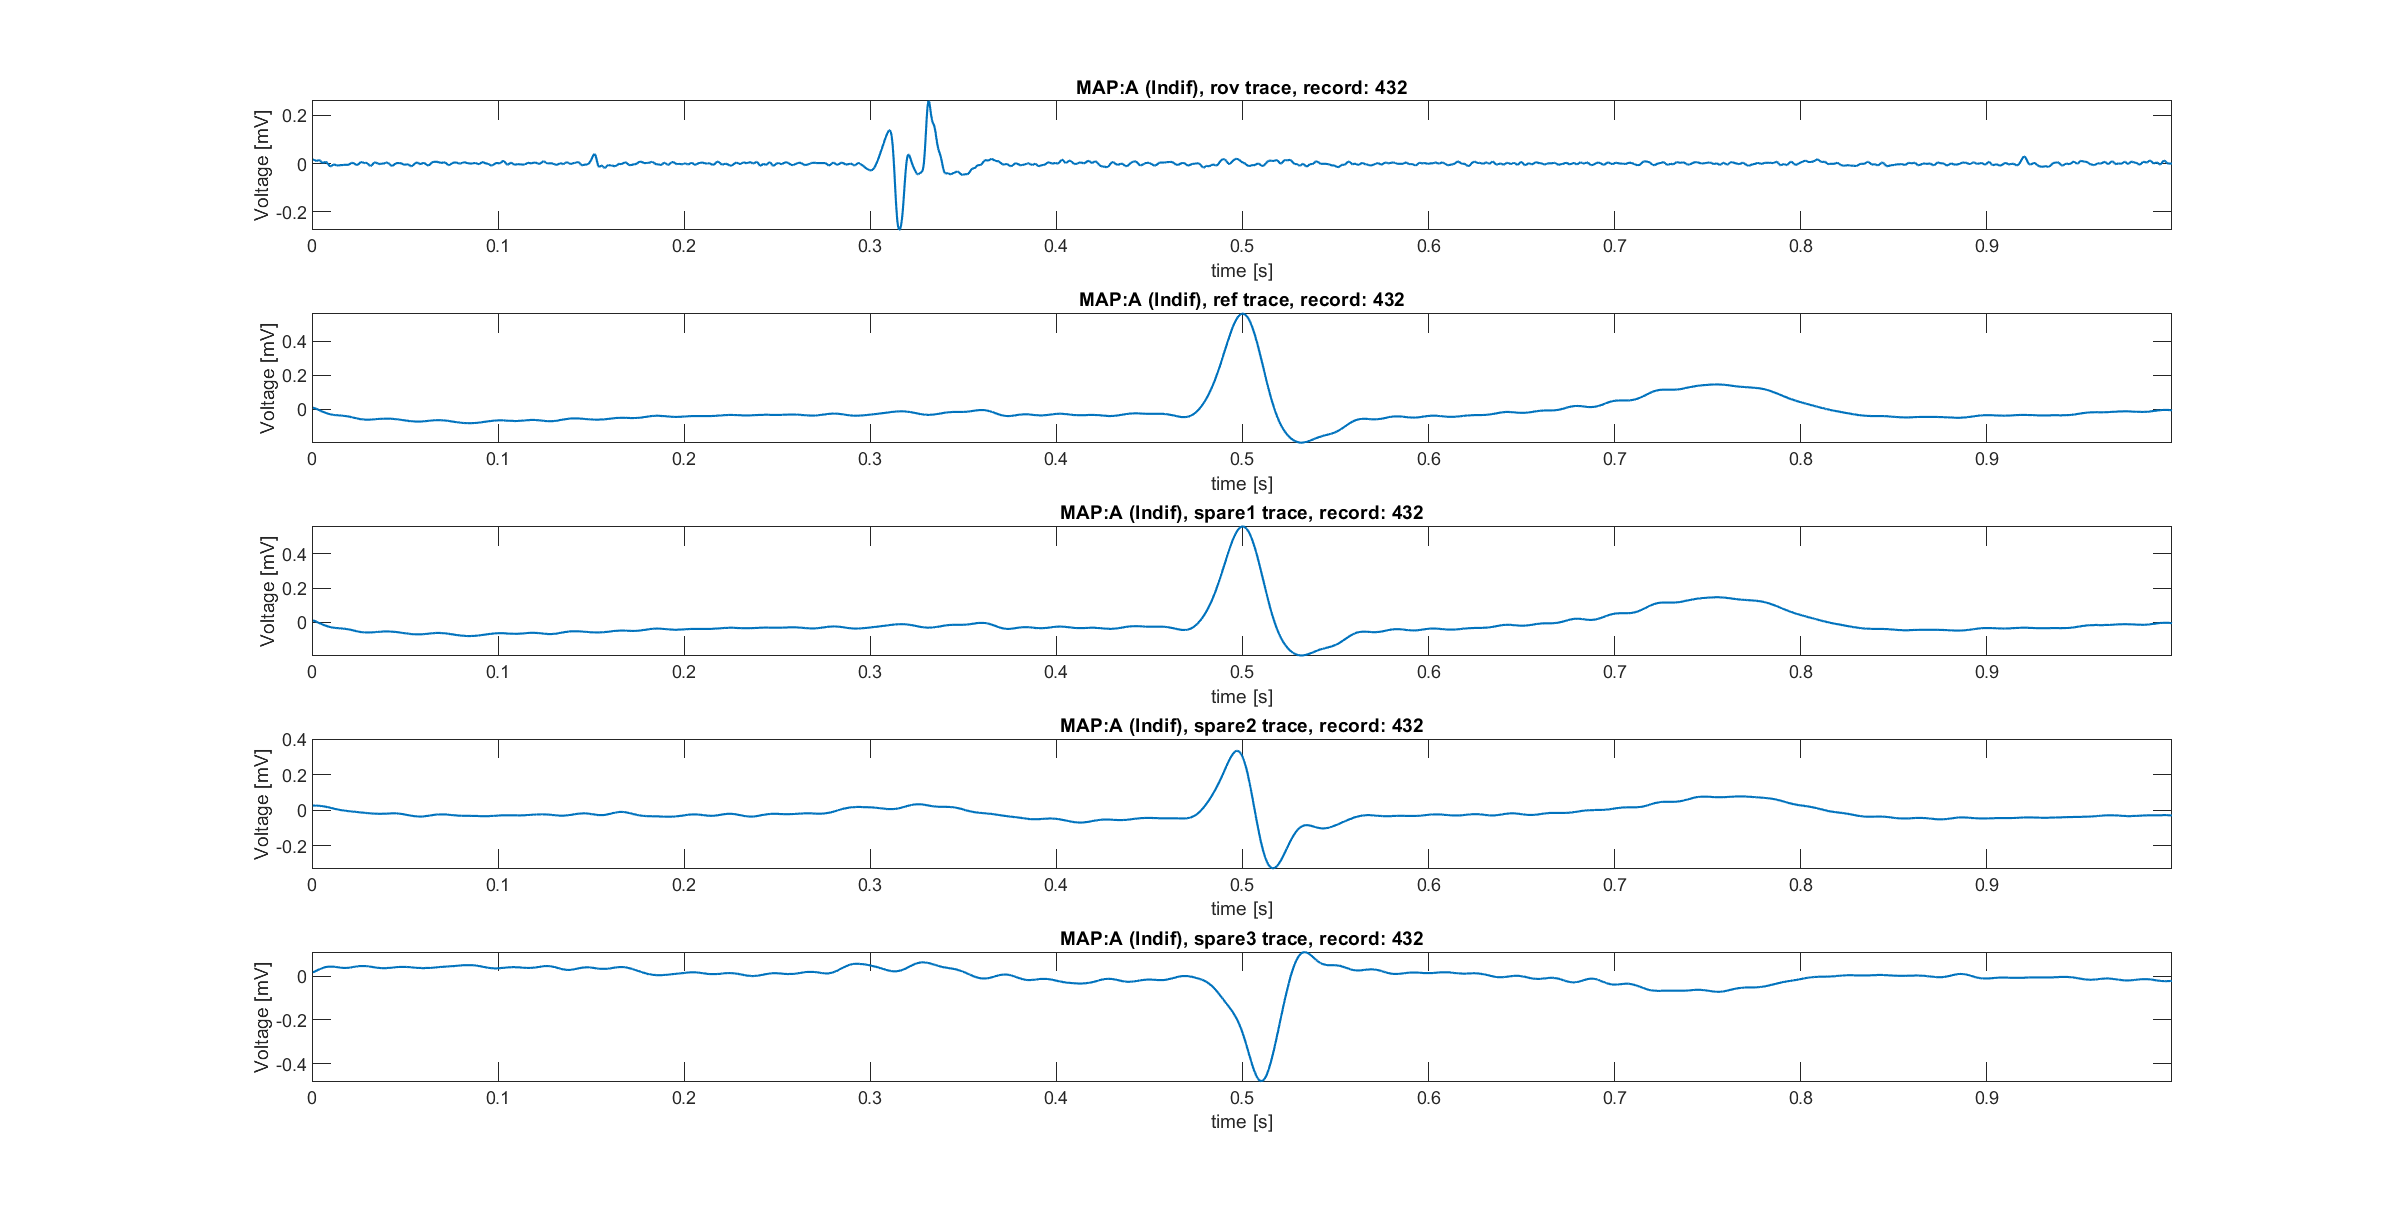 MAP:A (Indif), rov trace, record: 432
Voltage [mV]
0.2
0
-0.2
0 0.1 0.2 0.3 0.4 0.5 0.6 0.7 0.8 0.9
time [s]
MAP:A (Indif), ref trace, record: 432
Voltage [mV]
0.4
0.2
0
0 0.1 0.2 0.3 0.4 0.5 0.6 0.7 0.8 0.9
time [s]
MAP:A (Indif), spare1 trace, record: 432
Voltage [mV]
0.4
0.2
0
0 0.1 0.2 0.3 0.4 0.5 0.6 0.7 0.8 0.9
time [s]
MAP:A (Indif), spare2 trace, record: 432
Voltage [mV]
0.4
0.2
0
-0.2
0 0.1 0.2 0.3 0.4 0.5 0.6 0.7 0.8 0.9
time [s]
MAP:A (Indif), spare3 trace, record: 432
Voltage [mV]
0
-0.2
-0.4
0 0.1 0.2 0.3 0.4 0.5 0.6 0.7 0.8 0.9
time [s]